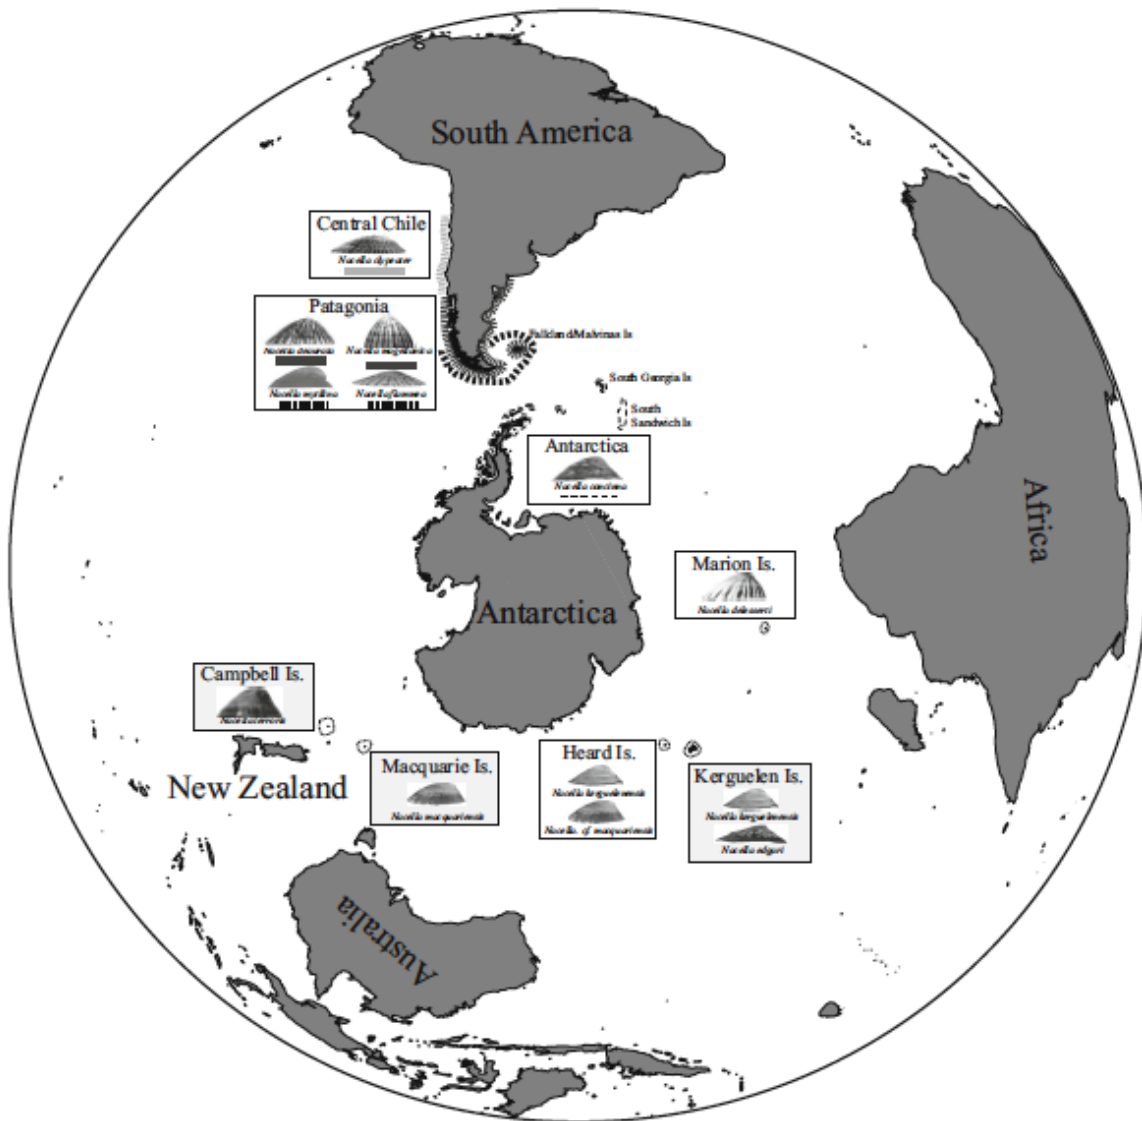 South America
Central Chile
Nacella clypeater
Patagonia
Nacella deaurata
Nacella magellanica
Nacella mytilina
Nacella flammea
Falkland/Malvinas Is
South Georgia Is
South
Sandwich Is
Antarctica
Nacella concinna
Africa
Marion Is.
Nacella delesserti
Antarctica
Campbell Is.
Nacella terroris
New Zealand
Macquarie Is.
Nacella macquariensis
Heard Is.
Nacella kerguelenensis
Nacella. cf macquariensis
Kerguelen Is.
Nacella kerguelenensis
Nacella edgari
Australia